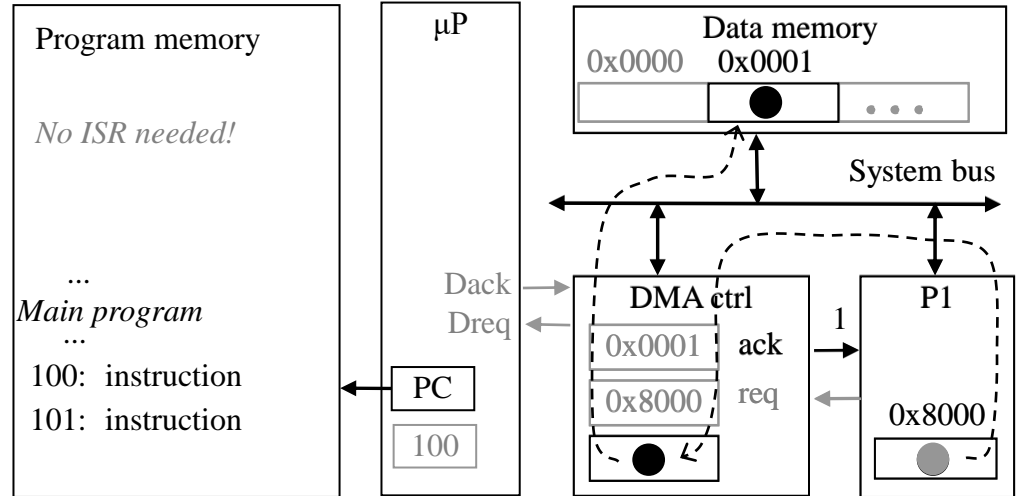 Program memory
No ISR needed!
...
Main program
...
100: instruction
101: instruction
μP
Dack
Dreq
PC
100
Data memory
0x0000 0x0001
...
System bus
DMA ctrl
0x0001 ack
0x8000 req
1
P1
0x8000